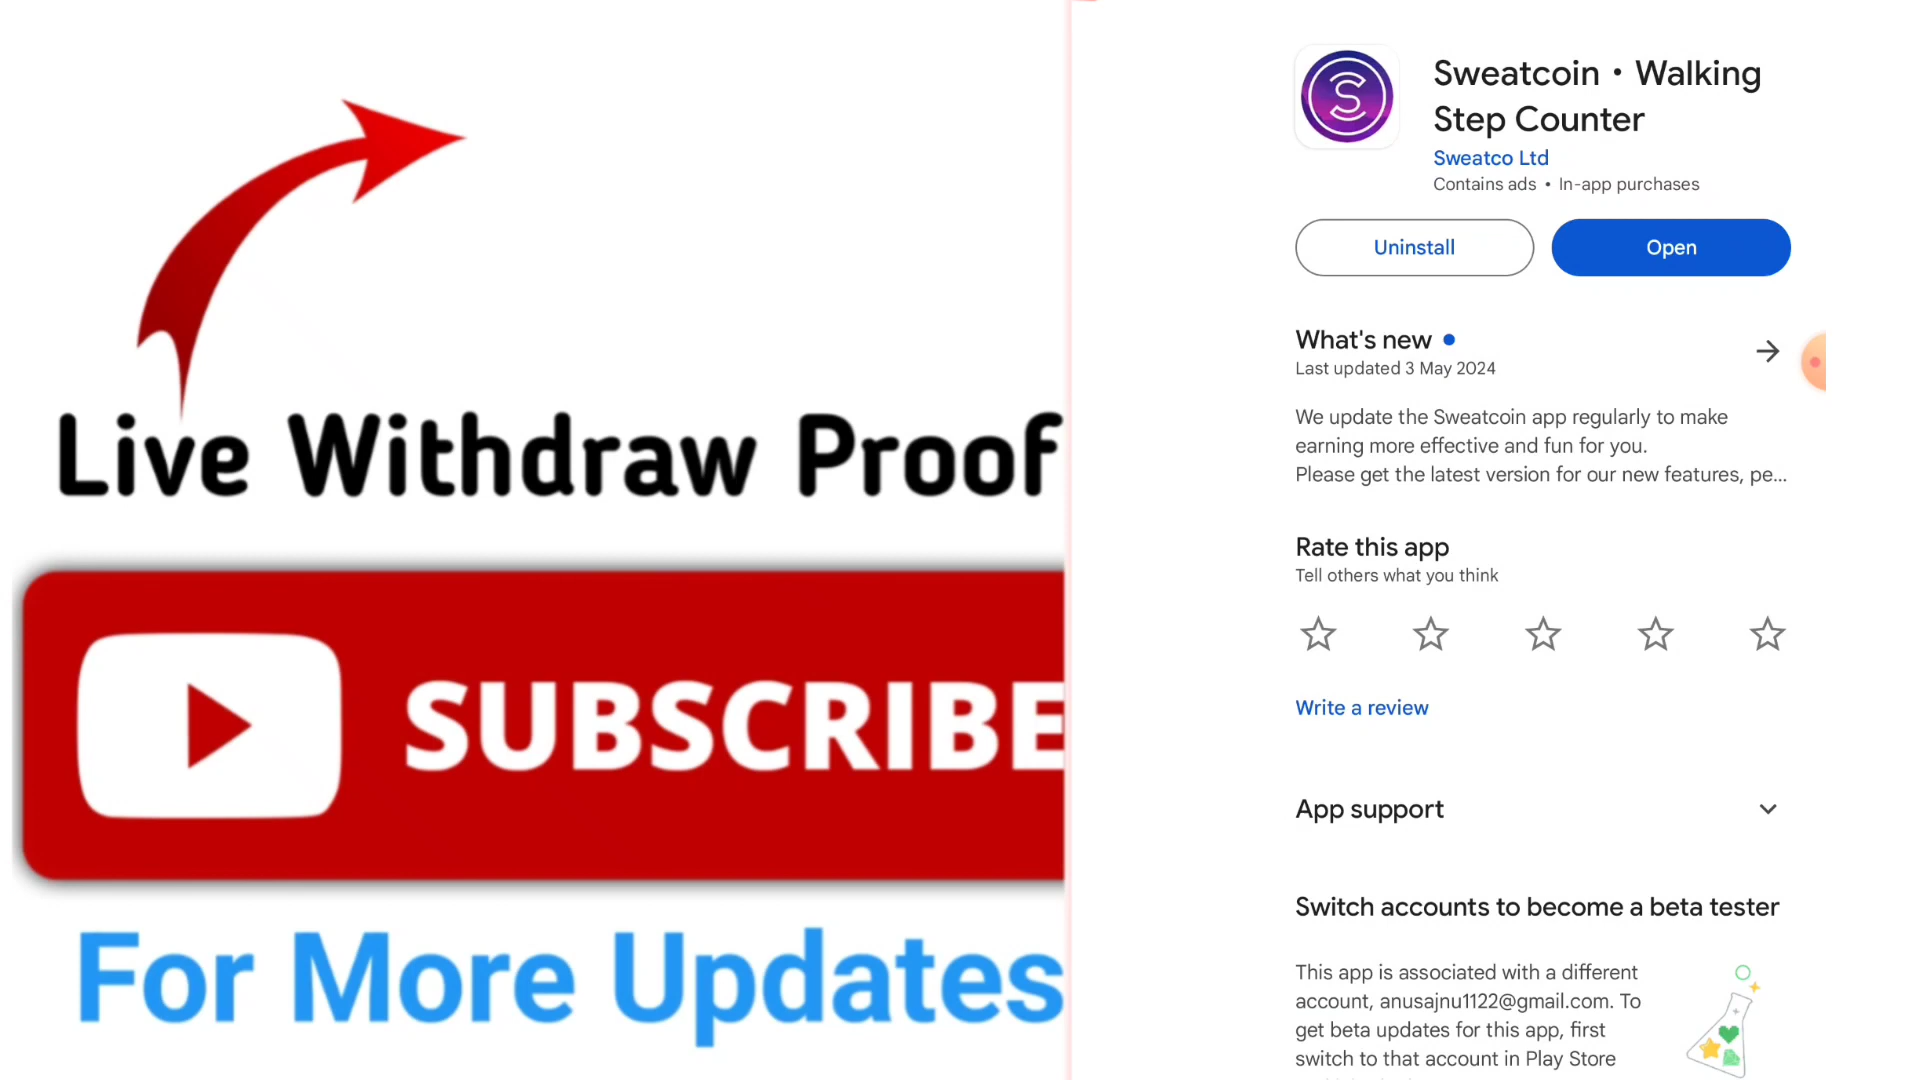 Live Withdraw Proof
SUBSCRIBE
For More Updates
Sweatcoin • Walking
Step Counter
Sweatco Ltd
Contains ads • In-app purchases
Uninstall
Open
What's new
Last updated 3 May 2024
We update the Sweatcoin app regularly to make
earning more effective and fun for you.
Please get the latest version for our new features, pe...
Rate this app
Tell others what you think
Write a review
App support
Switch accounts to become a beta tester
This app is associated with a different
account, anusajnu1122@gmail.com. To
get beta updates for this app, first
switch to that account in Play Store